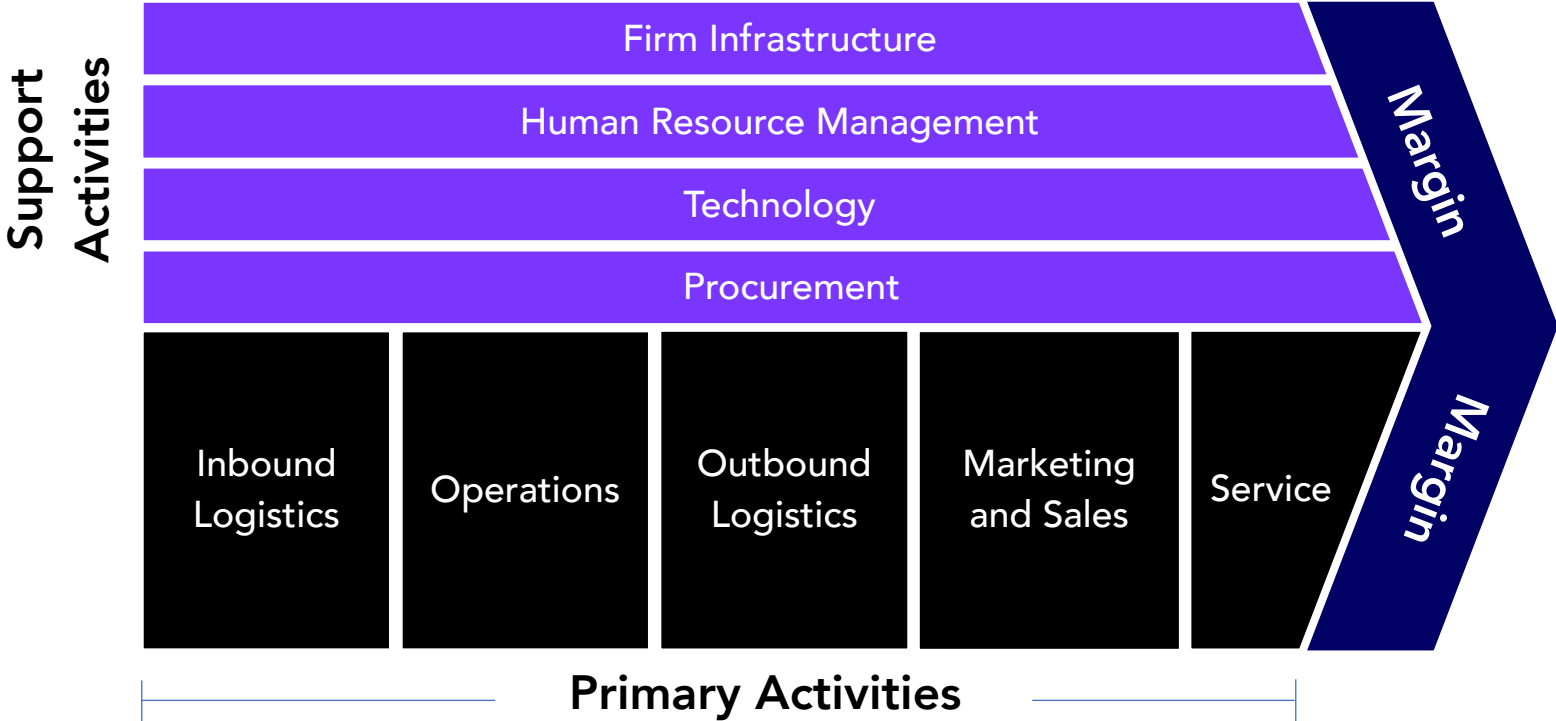 Support
Activities
Firm Infrastructure
Human Resource Management
Technology
Procurement
Margin
Inbound
Logistics
Operations
Outbound
Logistics
Marketing
and Sales
Service
Margin
Primary Activities